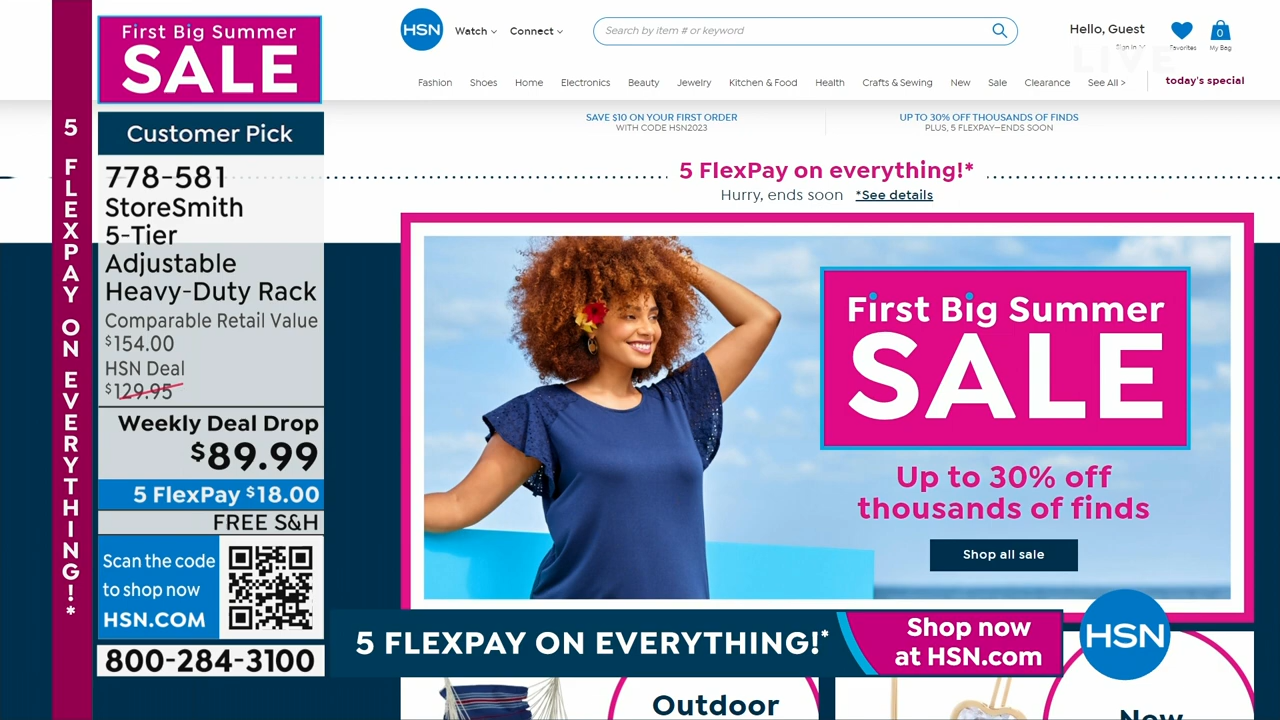 5 FLEXPAY ON EVERYTHING!*
First Big Summer
SALE
Customer Pick
778-581
StoreSmith
5-Tier
Adjustable
Heavy-Duty Rack
Comparable Retail Value
$154.00
HSN Deal
$129.95
Weekly Deal Drop
$89.99
5 FlexPay $18.00
FREE S&H
Scan the code
to shop now
HSN.COM
800-284-3100
HSN
Watch
Connect
Search by item # or keyword
Hello, Guest
Sign in
Favorites
0
My Bag
LIVE
Fashion
Shoes
Home
Electronics
Beauty
Jewelry
Kitchen & Food
Health
Crafts & Sewing
New
Sale
Clearance
See All >
today's special
SAVE $10 ON YOUR FIRST ORDER
WITH CODE HSN2023
UP TO 30% OFF THOUSANDS OF FINDS
PLUS, 5 FLEXPAY—ENDS SOON
5 FlexPay on everything!*
Hurry, ends soon *See details
First Big Summer
SALE
Up to 30% off
thousands of finds
Shop all sale
5 FLEXPAY ON EVERYTHING!*
Shop now
at HSN.com
HSN
Outdoor
New